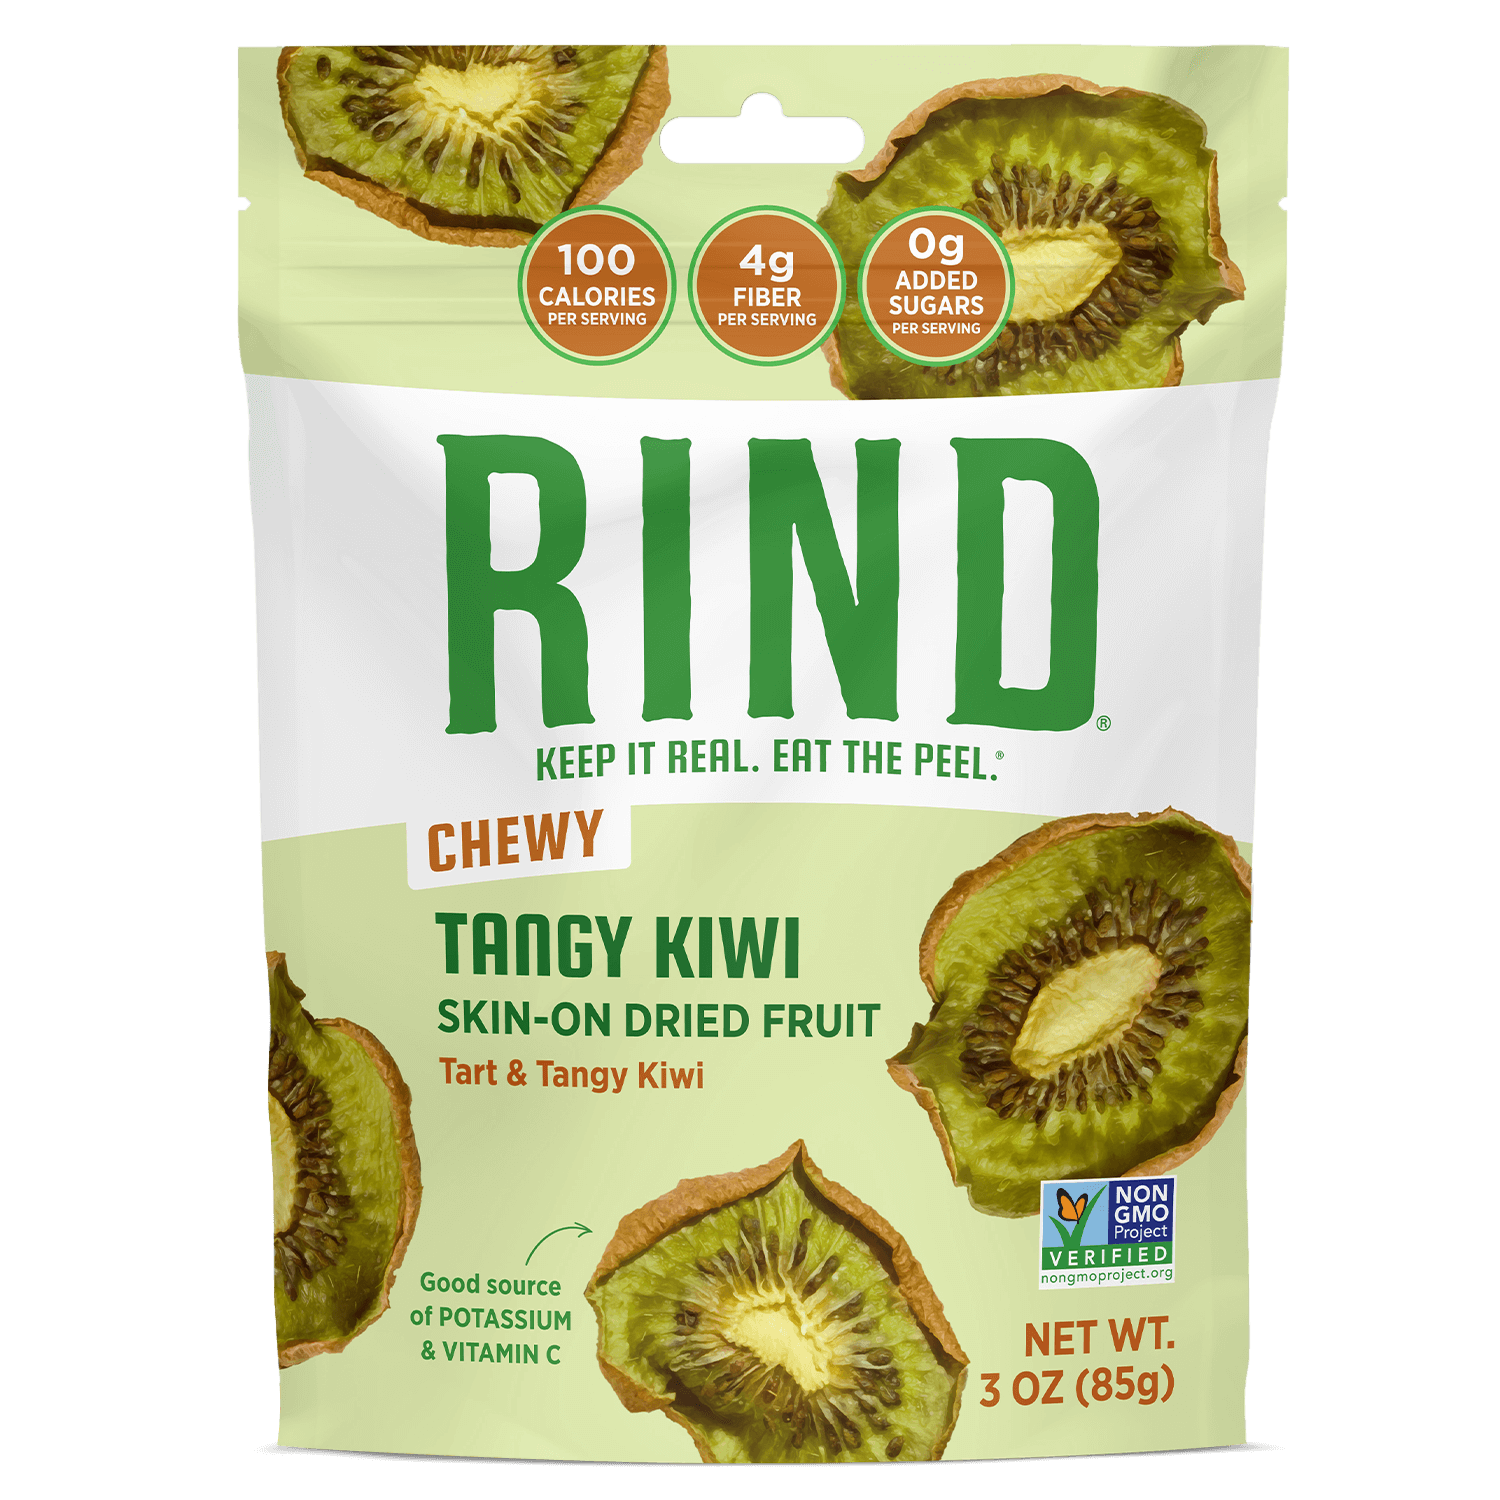 100
CALORIES
PER SERVING
4g
FIBER
PER SERVING
0g
ADDED
SUGARS
PER SERVING
RIND®
KEEP IT REAL. EAT THE PEEL.®
CHEWY
TANGY KIWI
SKIN-ON DRIED FRUIT
Tart & Tangy Kiwi
Good source
of POTASSIUM
& VITAMIN C
NON
GMO
Project
VERIFIED
nongmoproject.org
NET WT.
3 OZ (85g)